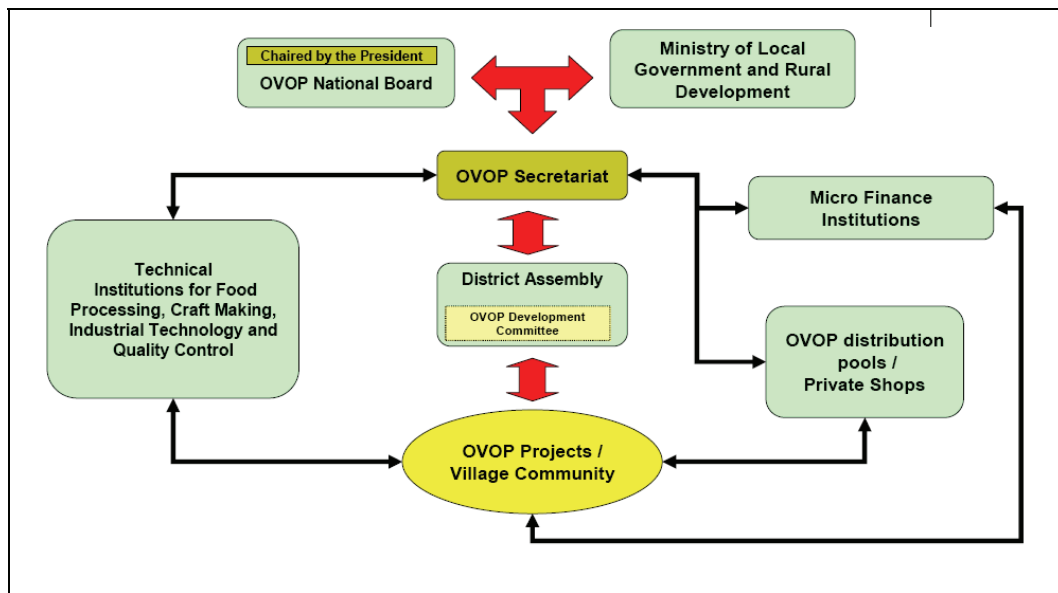 Chaired by the President
OVOP National Board
Ministry of Local
Government and Rural
Development
OVOP Secretariat
Micro Finance
Institutions
Technical
Institutions for Food
Processing, Craft Making,
Industrial Technology and
Quality Control
District Assembly
OVOP Development
Committee
OVOP distribution
pools /
Private Shops
OVOP Projects /
Village Community